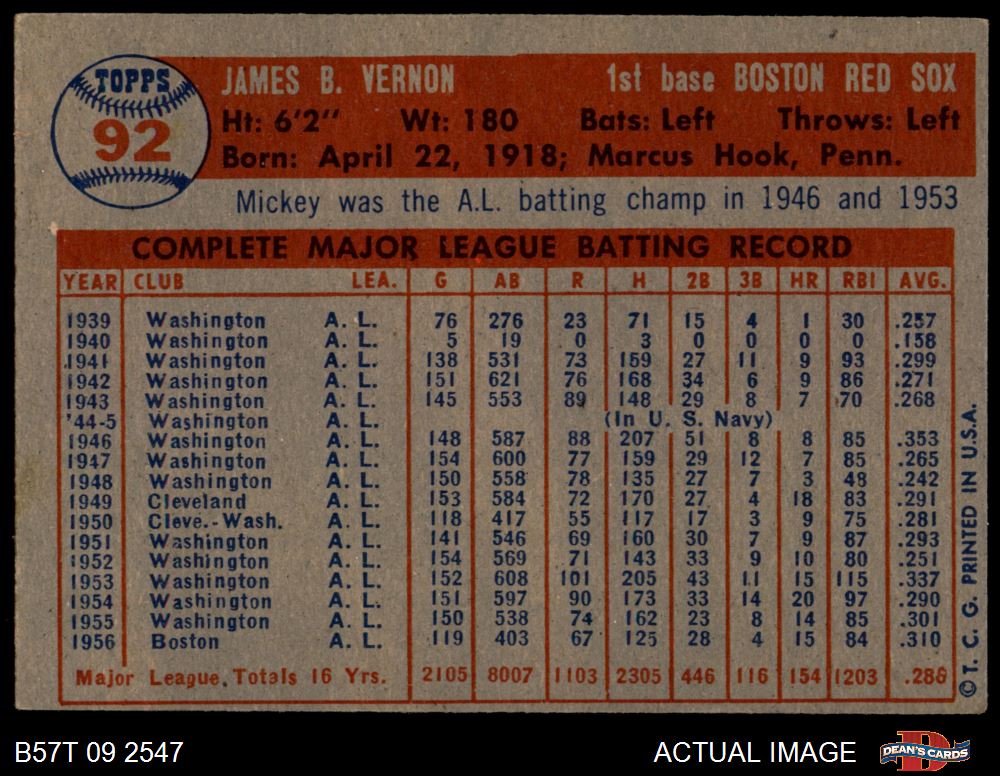 TOPPS
92
JAMES B. VERNON 1st base BOSTON RED SOX
Ht: 6'2" Wt: 180 Bats: Left Throws: Left
Born: April 22, 1918; Marcus Hook, Penn.
Mickey was the A.L. batting champ in 1946 and 1953
COMPLETE MAJOR LEAGUE BATTING RECORD
YEAR CLUB LEA. G AB R H 2B 3B HR RBI AVG.
1939 Washington A. L. 76 276 23 71 15 4 1 30 .257
1940 Washington A. L. 5 19 0 3 0 0 0 0 .158
1941 Washington A. L. 138 531 73 159 27 11 9 93 .299
1942 Washington A. L. 151 621 76 168 34 6 9 86 .271
1943 Washington A. L. 145 553 89 148 29 8 7 70 .268
'44-5 Washington A. L. (In U. S. Navy)
1946 Washington A. L. 148 587 88 207 51 8 8 85 .353
1947 Washington A. L. 154 600 77 159 29 12 7 85 .265
1948 Washington A. L. 150 558 78 135 27 7 3 48 .242
1949 Cleveland A. L. 153 584 72 170 27 4 18 83 .291
1950 Cleve.-Wash. A. L. 118 417 55 117 17 3 9 75 .281
1951 Washington A. L. 141 546 69 160 30 7 9 87 .293
1952 Washington A. L. 154 569 71 143 33 9 10 80 .251
1953 Washington A. L. 152 608 101 205 43 11 15 115 .337
1954 Washington A. L. 151 597 90 173 33 14 20 97 .290
1955 Washington A. L. 150 538 74 162 23 8 14 85 .301
1956 Boston A. L. 119 403 67 125 28 4 15 84 .310
Major League Totals 16 Yrs. 2105 8007 1103 2305 446 116 154 1203 .288
© T. C. G. PRINTED IN U.S.A.
B57T 09 2547 ACTUAL IMAGE DEAN'S CARDS